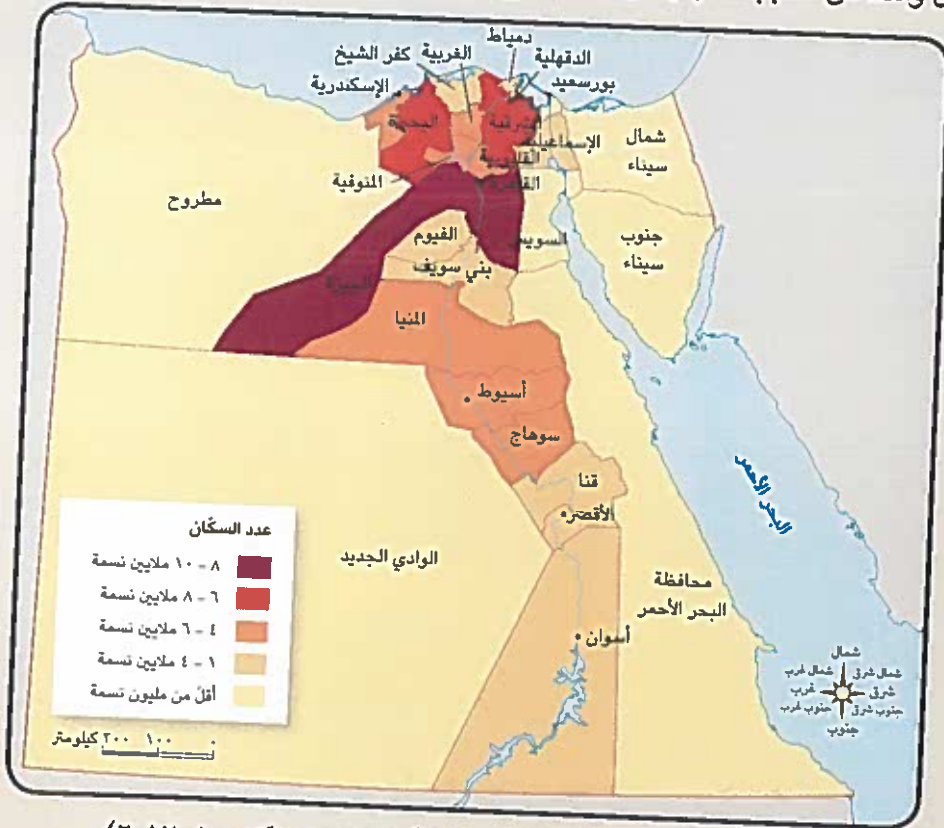 دمياط
كفر الشيخ
الغربية
الدقهلية
بورسعيد
الإسكندرية
البحيرة
الشرقية
الإسماعيلية
القليوبية
القاهرة
المنوفية
شمال
سيناء
مطروح
الفيوم
السويس
جنوب
سيناء
بني سويف
الجيزة
المنيا
أسيوط
سوهاج
قنا
الأقصر
البحر الأحمر
الوادي الجديد
محافظة
البحر الأحمر
أسوان
عدد السكّان
٨ - ١٠ ملايين نسمة
٦ - ٨ ملايين نسمة
٤ - ٦ ملايين نسمة
١ - ٤ ملايين نسمة
أقلّ من مليون نسمة
٠ ١٠٠ ٢٠٠ كيلومتر
شمال
شمال شرق
شمال غرب
شرق
غرب
جنوب شرق
جنوب غرب
جنوب